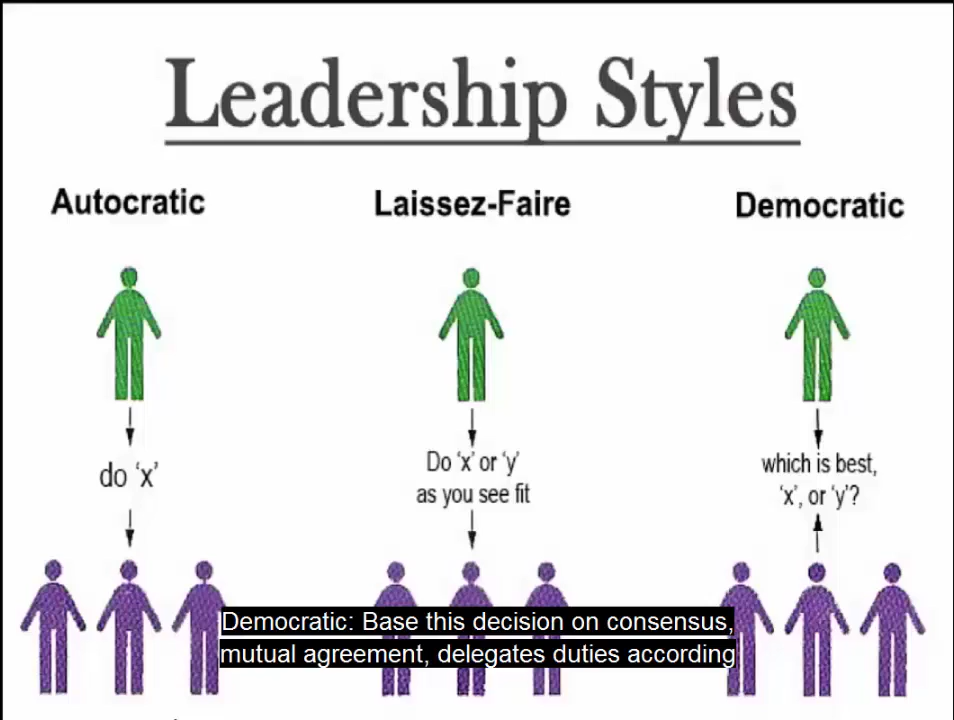 Leadership Styles
Autocratic
Laissez-Faire
Democratic
do ‘x’
Do ‘x’ or ‘y’
as you see fit
which is best,
‘x’, or ‘y’?
Democratic: Base this decision on consensus,
mutual agreement, delegates duties according